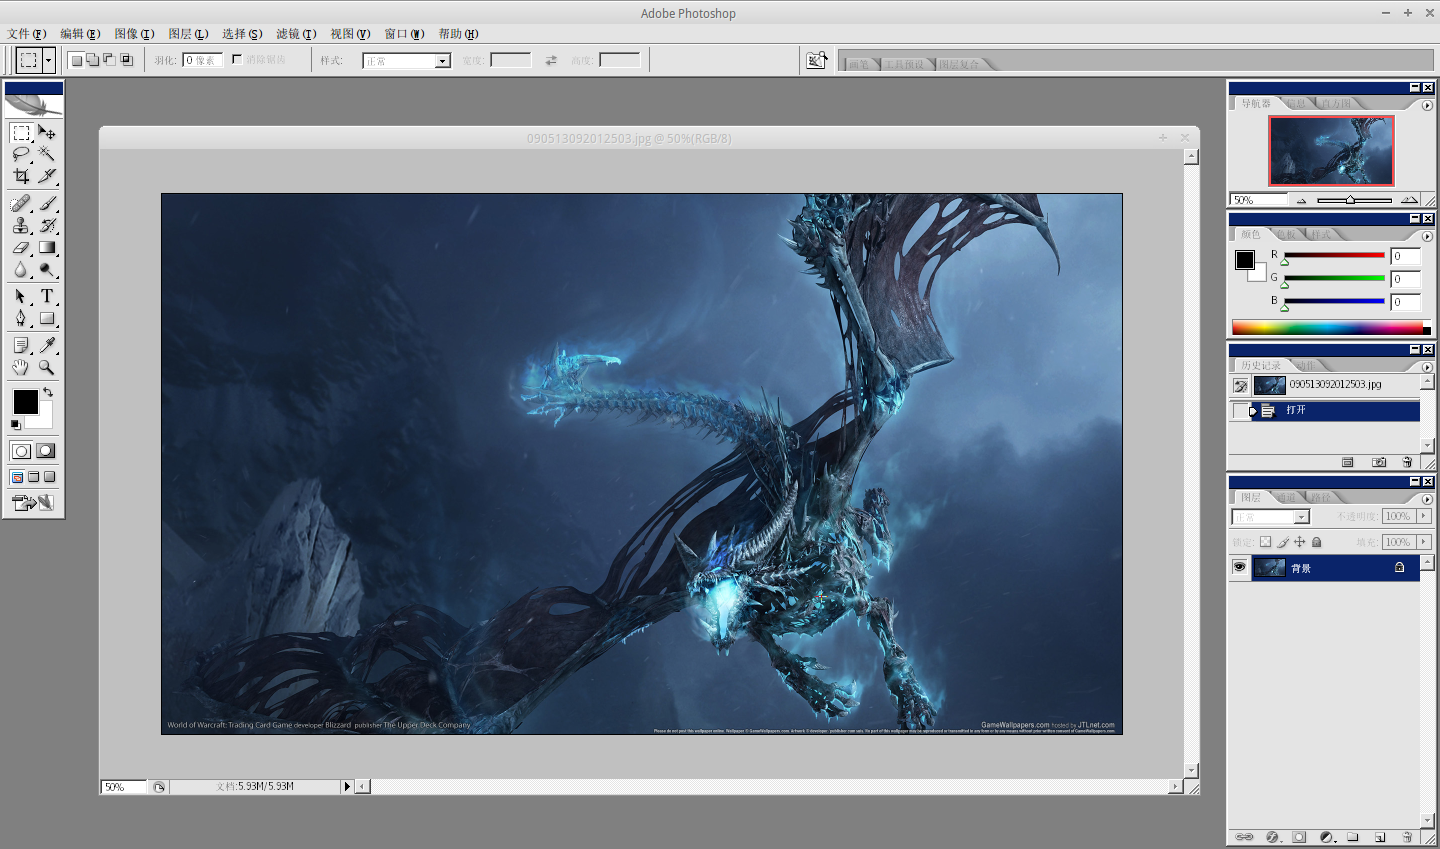 Adobe Photoshop
文件(F) 编辑(E) 图像(I) 图层(L) 选择(S) 滤镜(T) 视图(V) 窗口(W) 帮助(H)
羽化: 0 像素 消除锯齿 样式: 正常 宽度: 高度:
画笔 工具预设 图层复合
090513092012503.jpg @ 50%(RGB/8)
导航器 信息 直方图
50%
颜色 色板 样式
R 0
G 0
B 0
历史记录 动作
090513092012503.jpg
打开
图层 通道 路径
正常 不透明度: 100%
锁定: 填充: 100%
背景
T
World of Warcraft: Trading Card Game developer Blizzard publisher The Upper Deck Company
GameWallpapers.com hosted by JTLnet.com
50% 文档:5.93M/5.93M